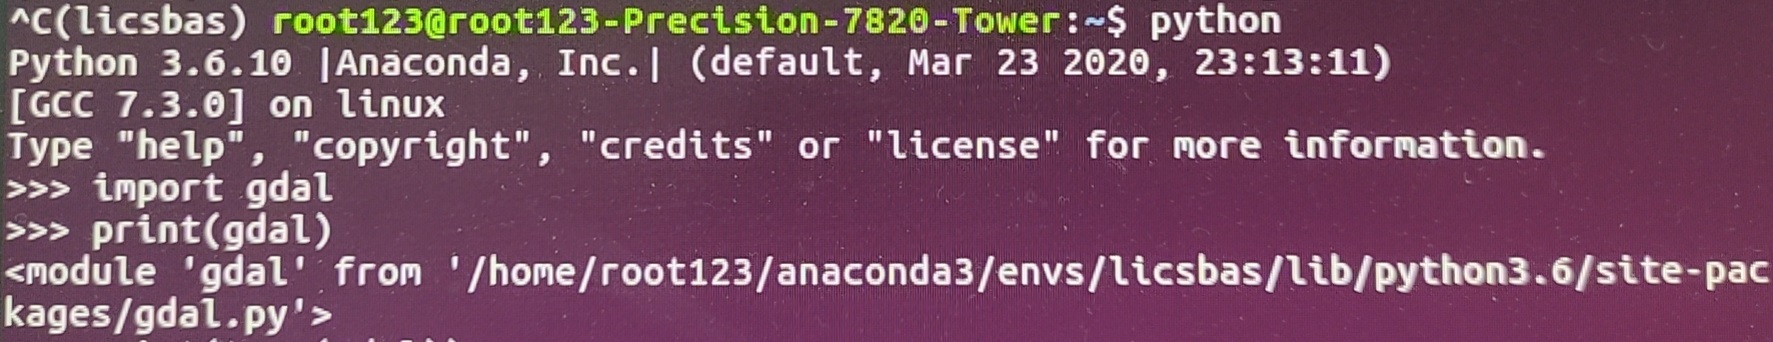 ^C(licsbas) root123@root123-Precision-7820-Tower:~$ python
Python 3.6.10 |Anaconda, Inc.| (default, Mar 23 2020, 23:13:11)
[GCC 7.3.0] on linux
Type "help", "copyright", "credits" or "license" for more information.
>>> import gdal
>>> print(gdal)
<module 'gdal' from '/home/root123/anaconda3/envs/licsbas/lib/python3.6/site-pac
kages/gdal.py'>